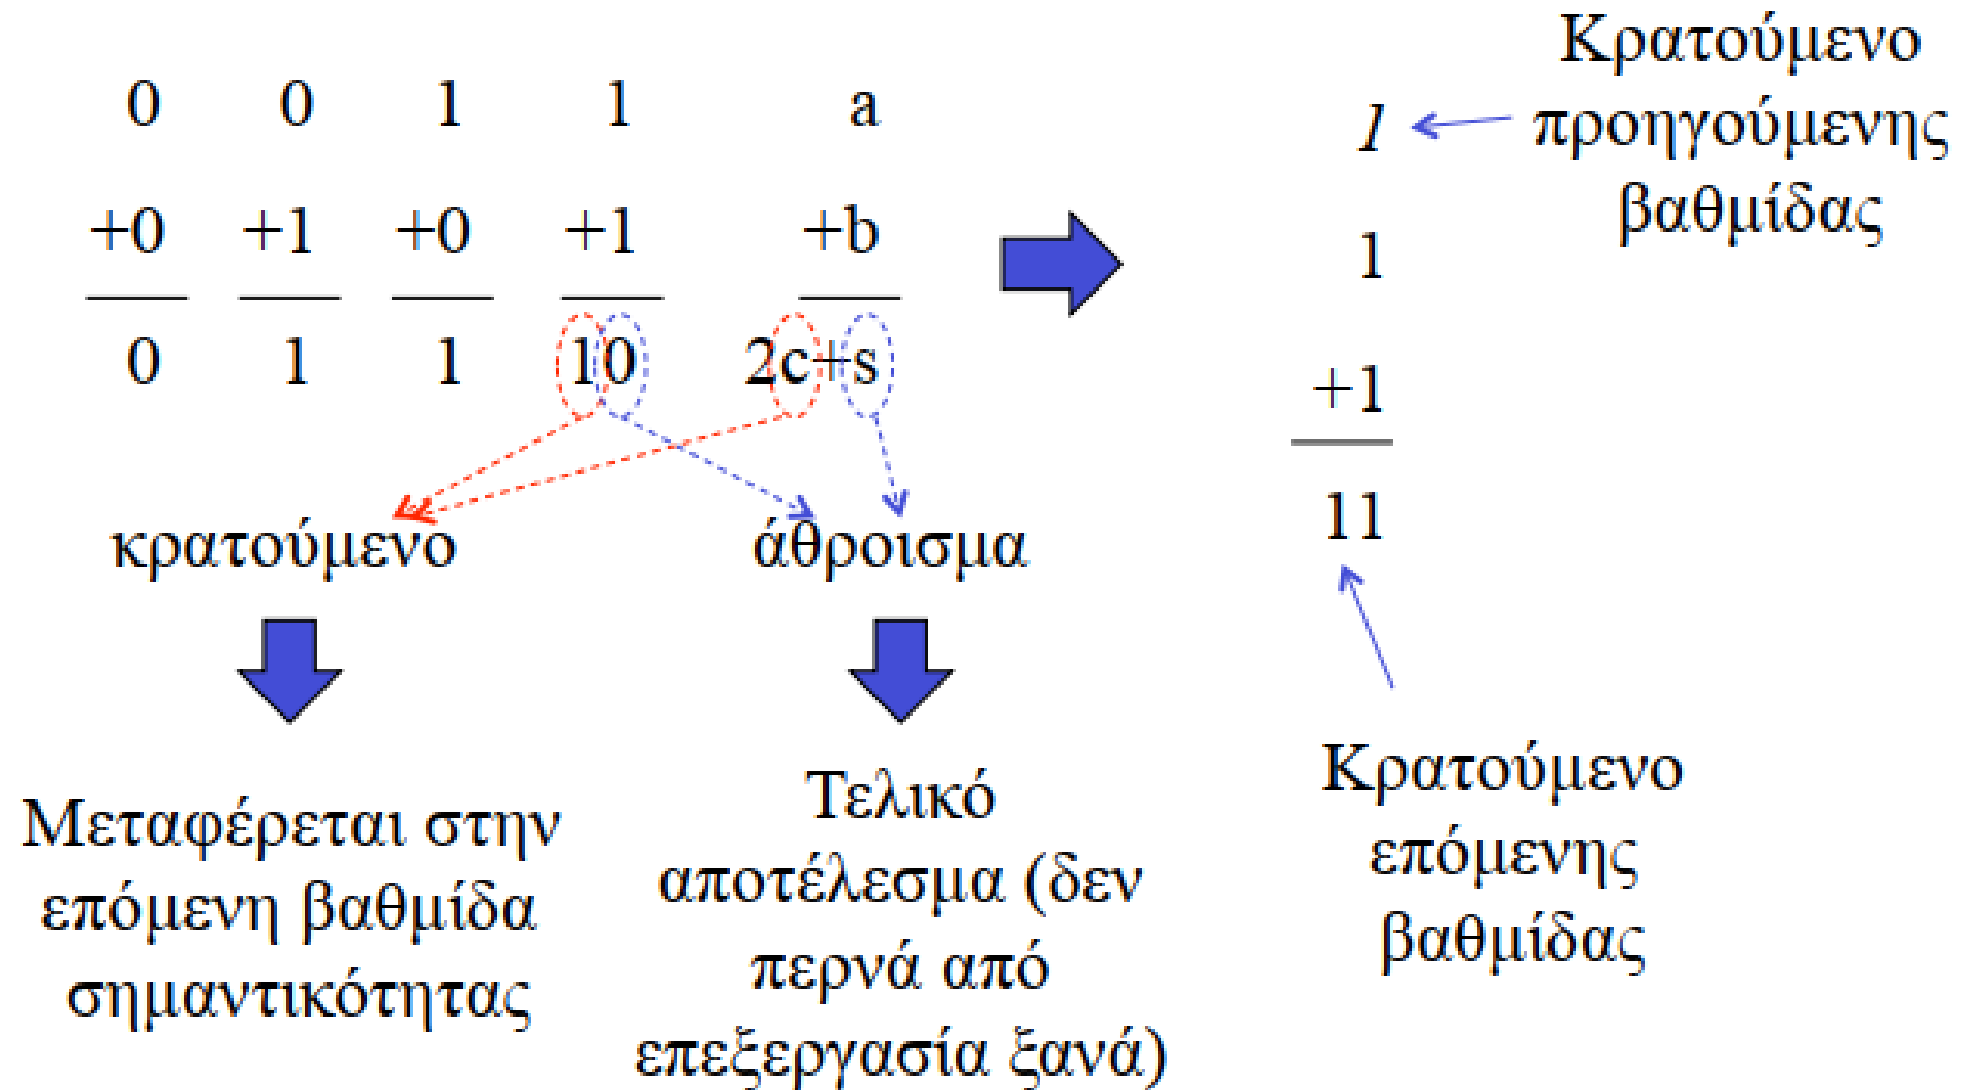 0 0 1 1 a
+0 +1 +0 +1 +b
0 1 1 10 2c+s
κρατούμενο
άθροισμα
Μεταφέρεται στην
επόμενη βαθμίδα
σημαντικότητας
Τελικό
αποτέλεσμα (δεν
περνά από
επεξεργασία ξανά)
Κρατούμενο
προηγούμενης
βαθμίδας
1
1
+1
11
Κρατούμενο
επόμενης
βαθμίδας